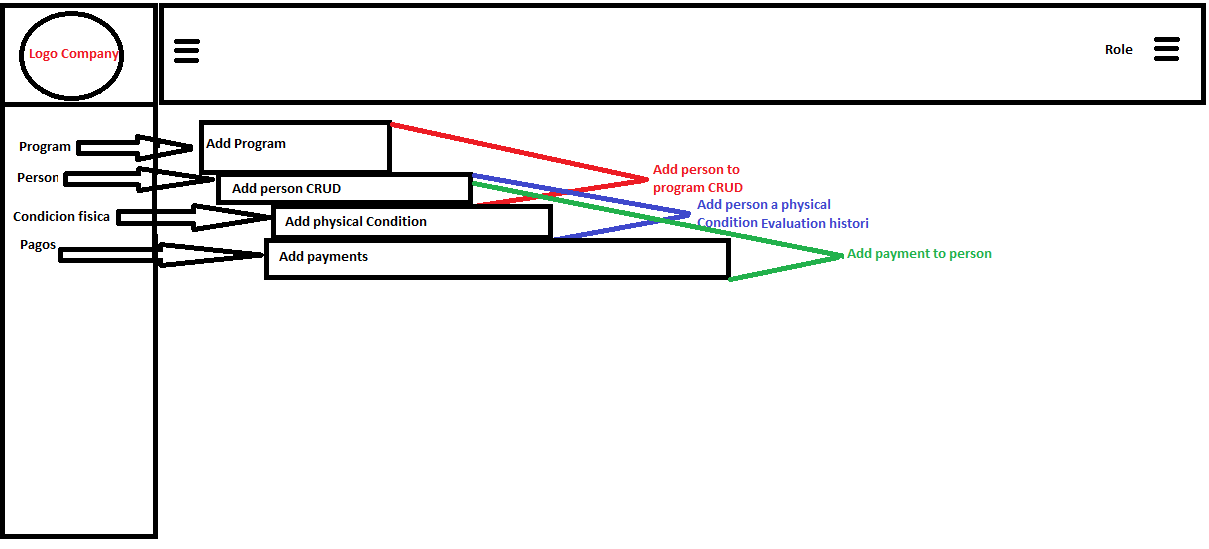 Logo Company
Role
Program
Add Program
Add person to
program CRUD
Person
Add person CRUD
Add person a physical
Condition Evaluation histori
Condicion fisica
Add physical Condition
Pagos
Add payments
Add payment to person